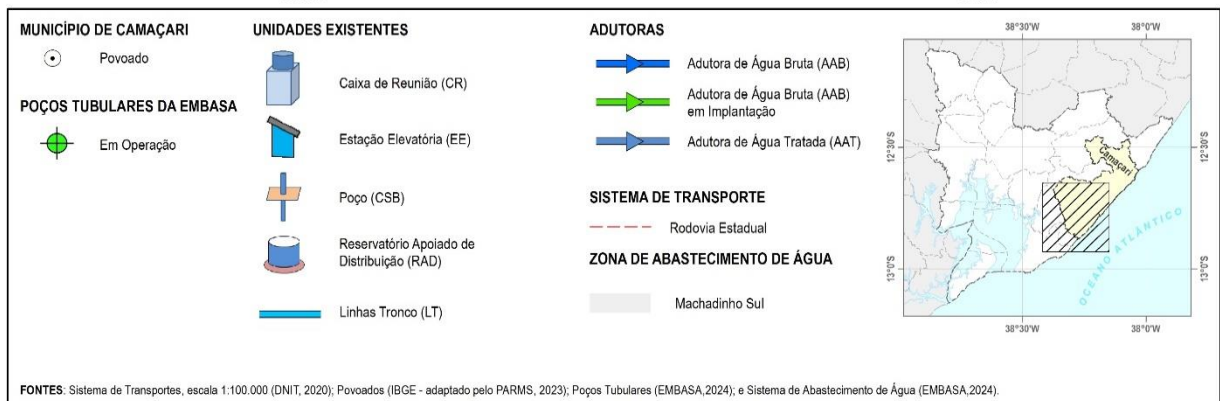 MUNICÍPIO DE CAMAÇARI
Povoado
POÇOS TUBULARES DA EMBASA
Em Operação
UNIDADES EXISTENTES
Caixa de Reunião (CR)
Estação Elevatória (EE)
Poço (CSB)
Reservatório Apoiado de
Distribuição (RAD)
Linhas Tronco (LT)
ADUTORAS
Adutora de Água Bruta (AAB)
Adutora de Água Bruta (AAB)
em Implantação
Adutora de Água Tratada (AAT)
SISTEMA DE TRANSPORTE
Rodovia Estadual
ZONA DE ABASTECIMENTO DE ÁGUA
Machadinho Sul
38°30'W 38°0'W
12°30'S
12°30'S
Camaçari
OCEANO ATLÂNTICO
13°0'S
13°0'S
38°30'W 38°0'W
FONTES: Sistema de Transportes, escala 1:100.000 (DNIT, 2020); Povoados (IBGE - adaptado pelo PARMS, 2023); Poços Tubulares (EMBASA,2024); e Sistema de Abastecimento de Água (EMBASA,2024).